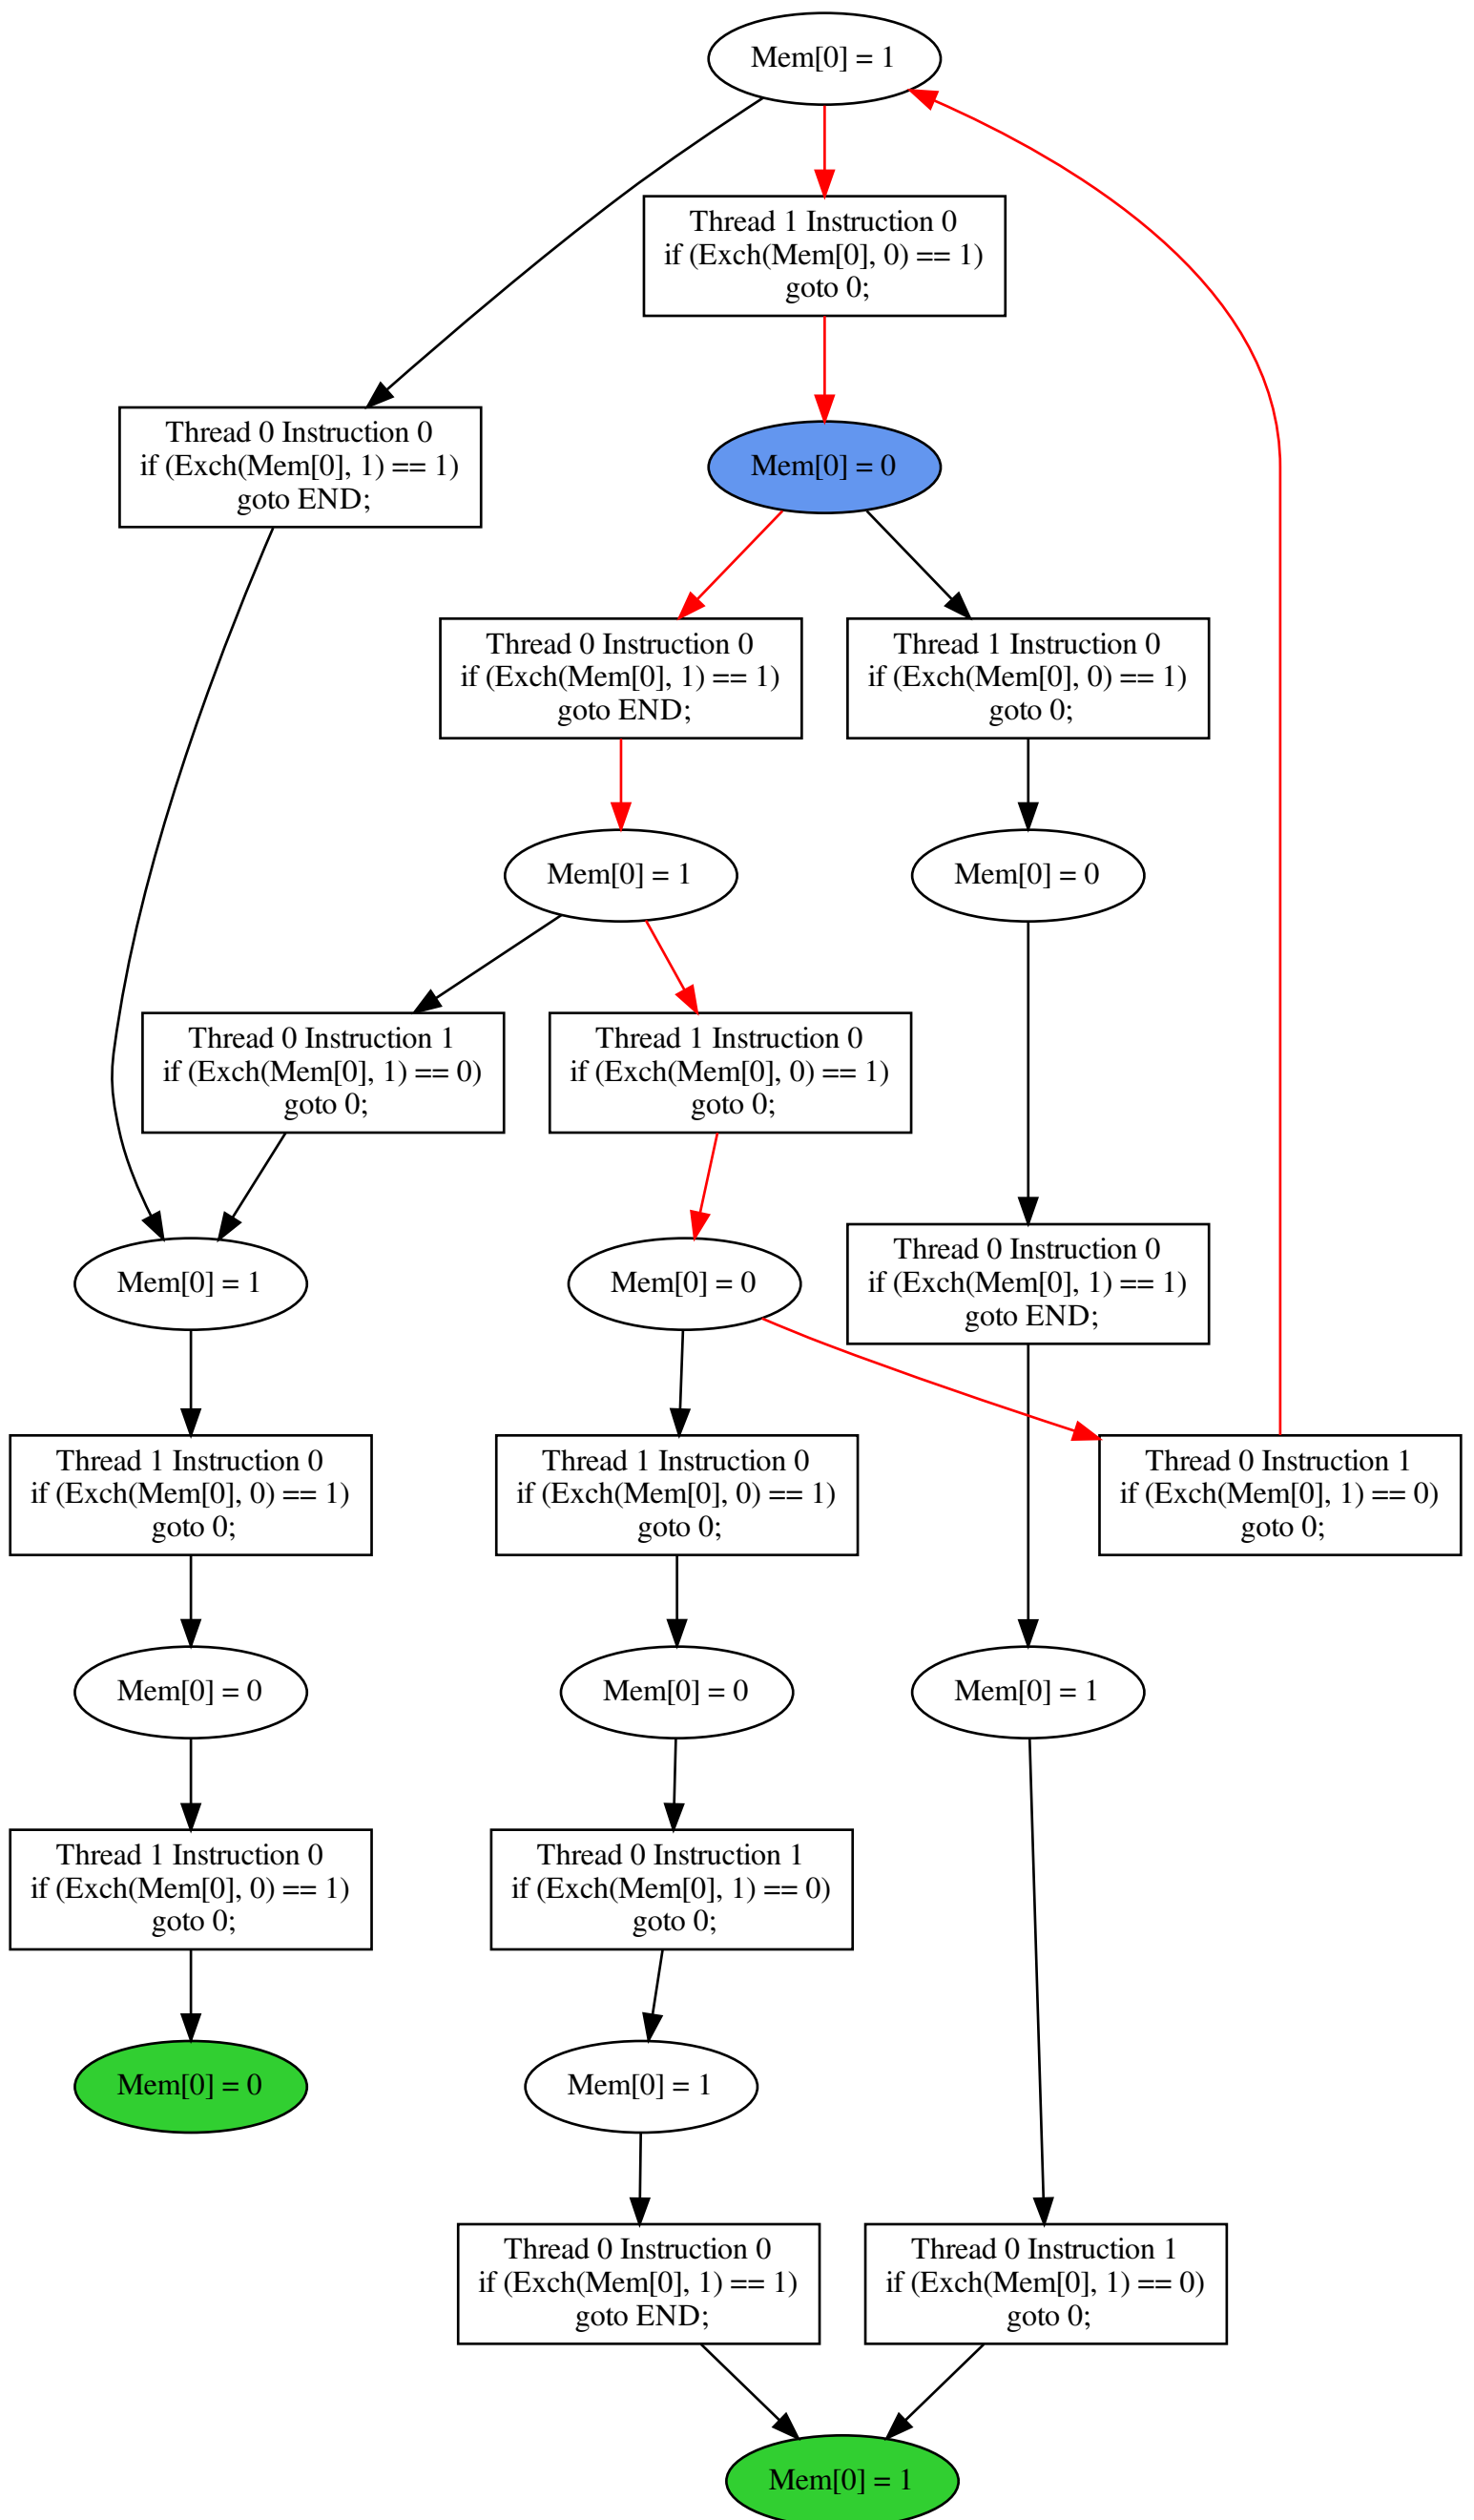 Mem[0] = 1
Thread 1 Instruction 0
if (Exch(Mem[0], 0) == 1)
goto 0;
Thread 0 Instruction 0
if (Exch(Mem[0], 1) == 1)
goto END;
Mem[0] = 0
Thread 0 Instruction 0
if (Exch(Mem[0], 1) == 1)
goto END;
Thread 1 Instruction 0
if (Exch(Mem[0], 0) == 1)
goto 0;
Mem[0] = 1
Mem[0] = 0
Thread 0 Instruction 1
if (Exch(Mem[0], 1) == 0)
goto 0;
Thread 1 Instruction 0
if (Exch(Mem[0], 0) == 1)
goto 0;
Mem[0] = 1
Mem[0] = 0
Thread 0 Instruction 0
if (Exch(Mem[0], 1) == 1)
goto END;
Thread 1 Instruction 0
if (Exch(Mem[0], 0) == 1)
goto 0;
Thread 1 Instruction 0
if (Exch(Mem[0], 0) == 1)
goto 0;
Thread 0 Instruction 1
if (Exch(Mem[0], 1) == 0)
goto 0;
Mem[0] = 0
Mem[0] = 0
Mem[0] = 1
Thread 1 Instruction 0
if (Exch(Mem[0], 0) == 1)
goto 0;
Thread 0 Instruction 1
if (Exch(Mem[0], 1) == 0)
goto 0;
Mem[0] = 0
Mem[0] = 1
Thread 0 Instruction 0
if (Exch(Mem[0], 1) == 1)
goto END;
Thread 0 Instruction 1
if (Exch(Mem[0], 1) == 0)
goto 0;
Mem[0] = 1